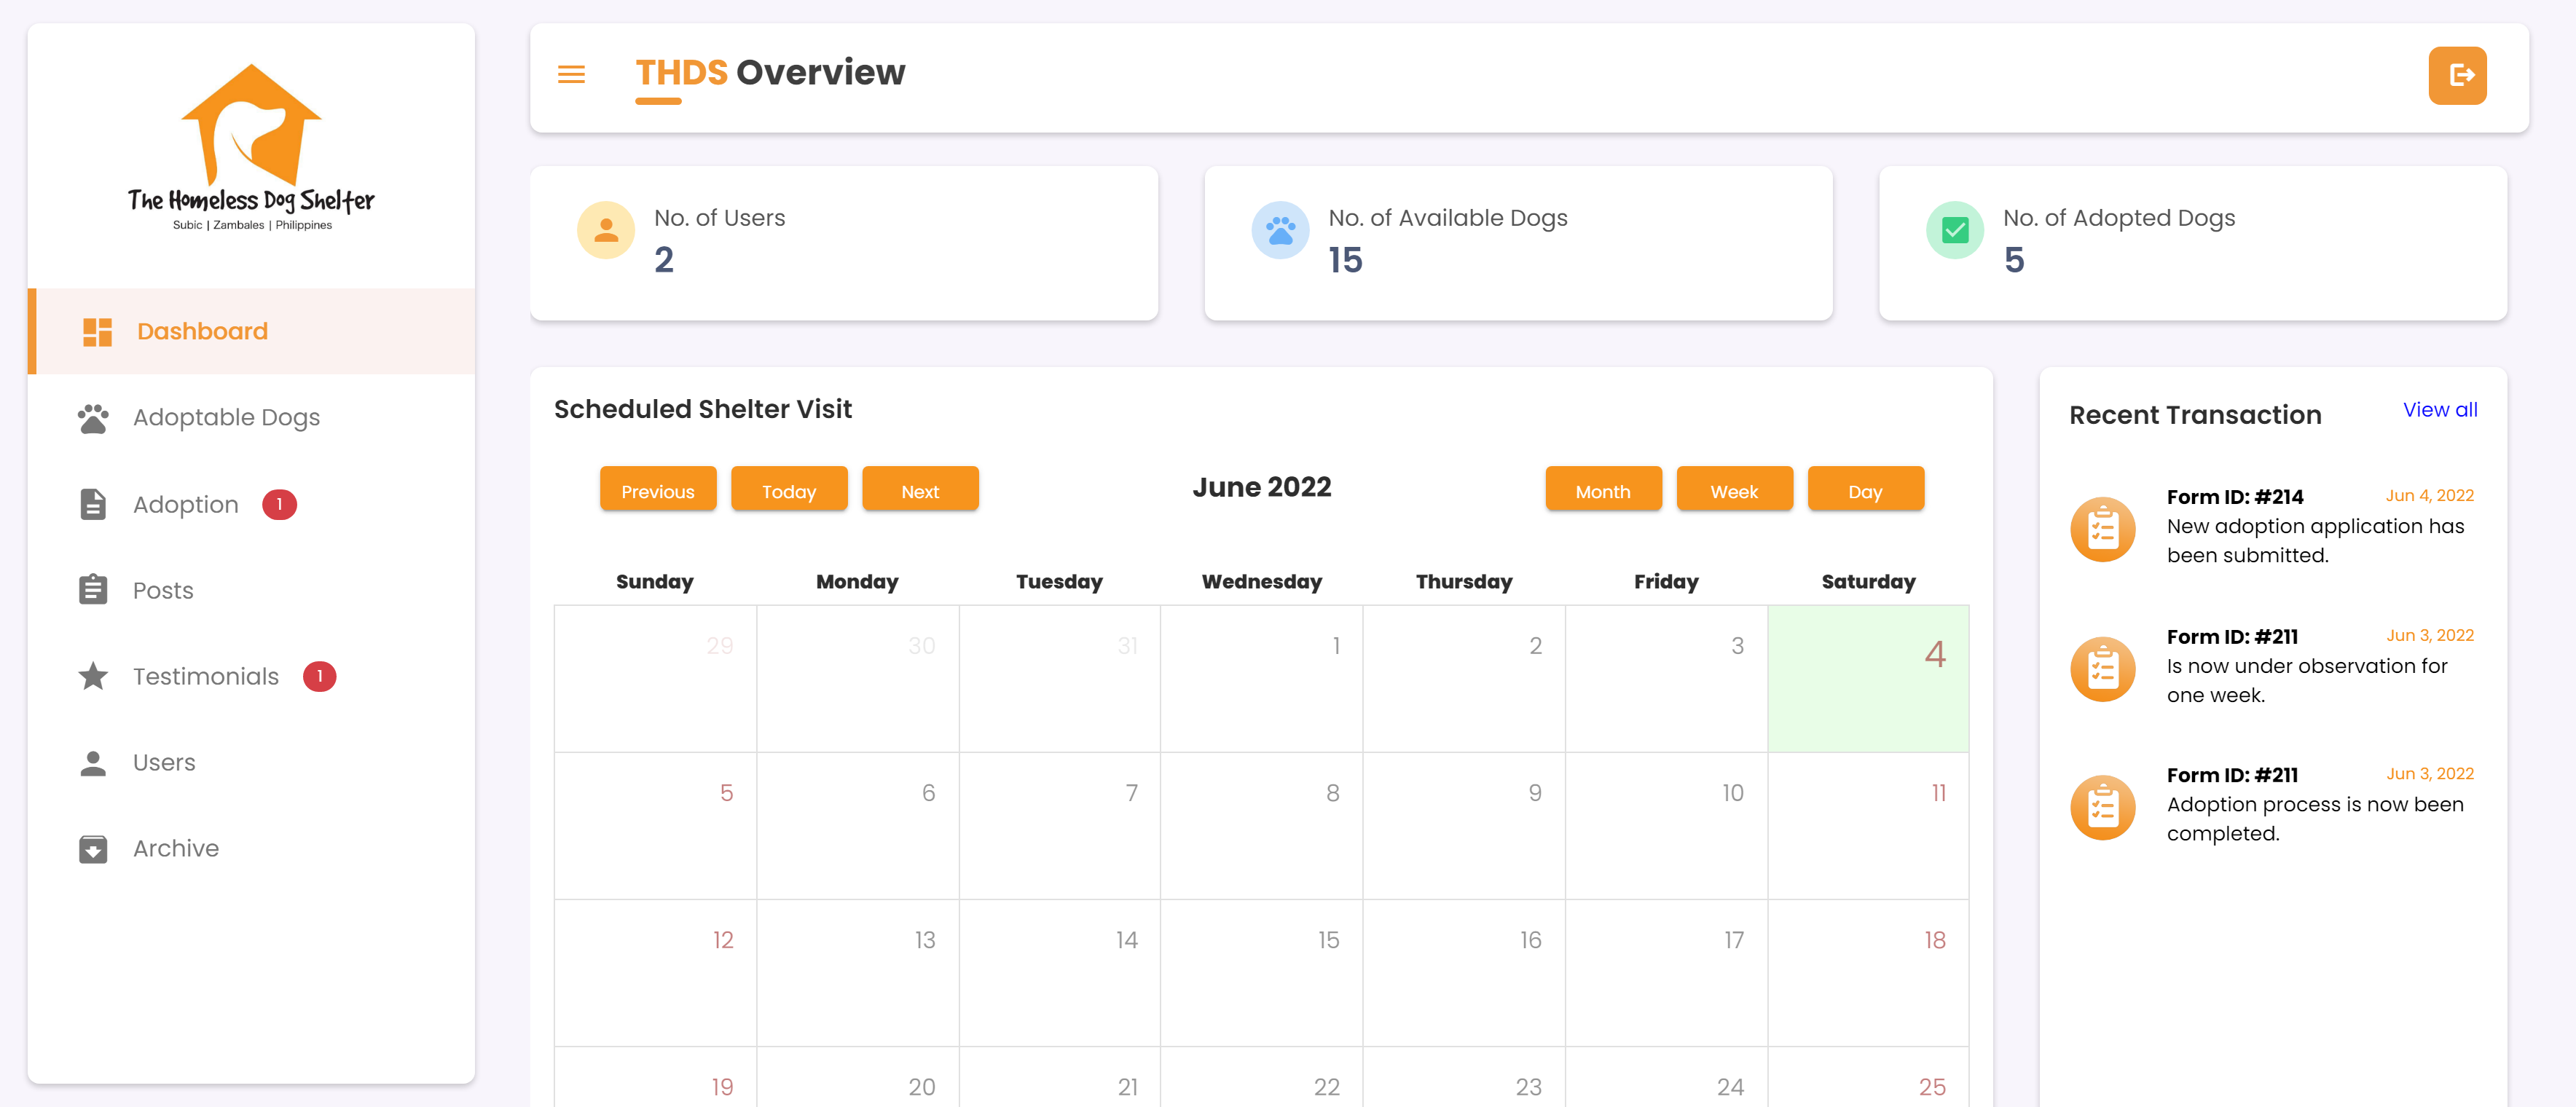 The Homeless Dog Shelter
Subic | Zambales | Philippines
Dashboard
Adoptable Dogs
Adoption 1
Posts
Testimonials 1
Users
Archive
THDS Overview
No. of Users
2
No. of Available Dogs
15
No. of Adopted Dogs
5
Scheduled Shelter Visit
Previous Today Next
June 2022
Month Week Day
Sunday Monday Tuesday Wednesday Thursday Friday Saturday
29 30 31 1 2 3 4
5 6 7 8 9 10 11
12 13 14 15 16 17 18
19 20 21 22 23 24 25
Recent Transaction View all
Form ID: #214 Jun 4, 2022
New adoption application has
been submitted.
Form ID: #211 Jun 3, 2022
Is now under observation for
one week.
Form ID: #211 Jun 3, 2022
Adoption process is now been
completed.